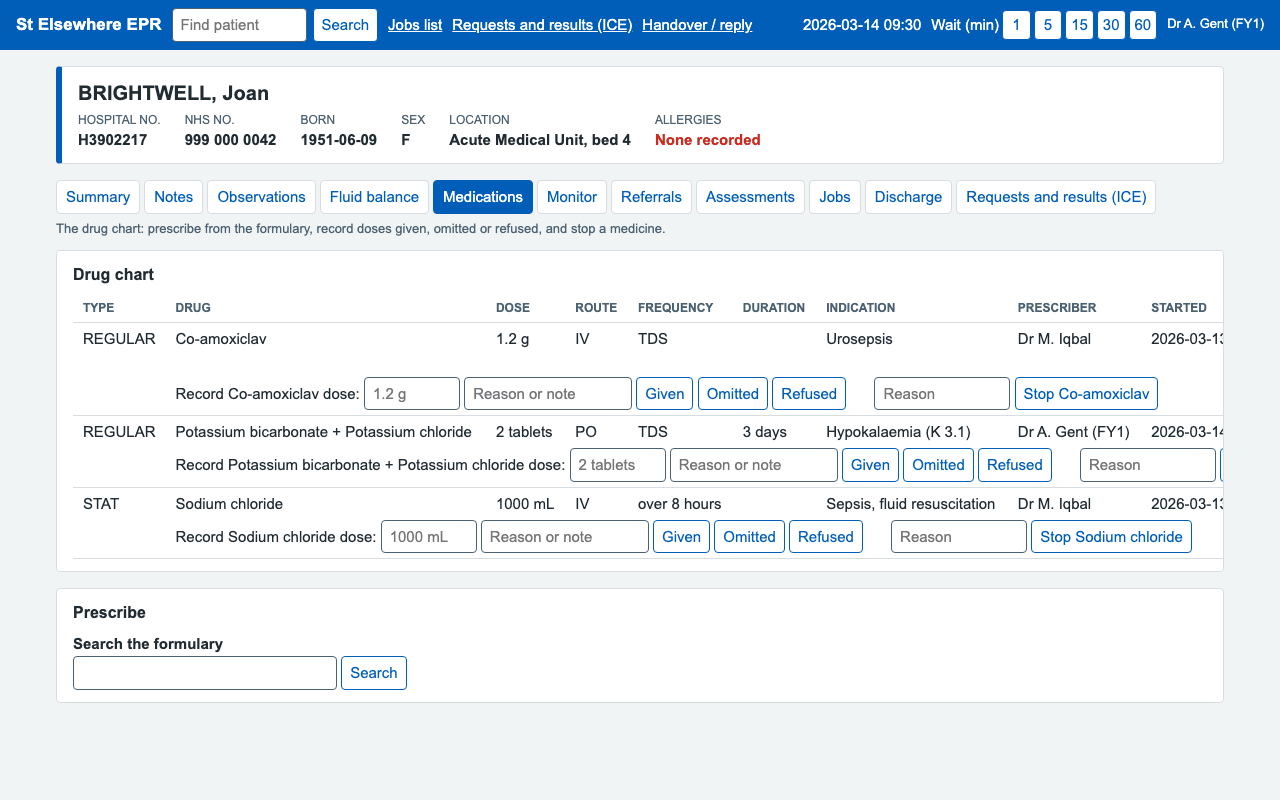 St Elsewhere EPR Find patient Search Jobs list Requests and results (ICE) Handover / reply 2026-03-14 09:30 Wait (min) 1 5 15 30 60 Dr A. Gent (FY1)
BRIGHTWELL, Joan
HOSPITAL NO. NHS NO. BORN SEX LOCATION ALLERGIES
H3902217 999 000 0042 1951-06-09 F Acute Medical Unit, bed 4 None recorded
Summary Notes Observations Fluid balance Medications Monitor Referrals Assessments Jobs Discharge Requests and results (ICE)
The drug chart: prescribe from the formulary, record doses given, omitted or refused, and stop a medicine.
Drug chart
TYPE DRUG DOSE ROUTE FREQUENCY DURATION INDICATION PRESCRIBER STARTED
REGULAR Co-amoxiclav 1.2 g IV TDS Urosepsis Dr M. Iqbal 2026-03-13
Record Co-amoxiclav dose: 1.2 g Reason or note Given Omitted Refused Reason Stop Co-amoxiclav
REGULAR Potassium bicarbonate + Potassium chloride 2 tablets PO TDS 3 days Hypokalaemia (K 3.1) Dr A. Gent (FY1) 2026-03-14
Record Potassium bicarbonate + Potassium chloride dose: 2 tablets Reason or note Given Omitted Refused Reason
STAT Sodium chloride 1000 mL IV over 8 hours Sepsis, fluid resuscitation Dr M. Iqbal 2026-03-13
Record Sodium chloride dose: 1000 mL Reason or note Given Omitted Refused Reason Stop Sodium chloride
Prescribe
Search the formulary
Search